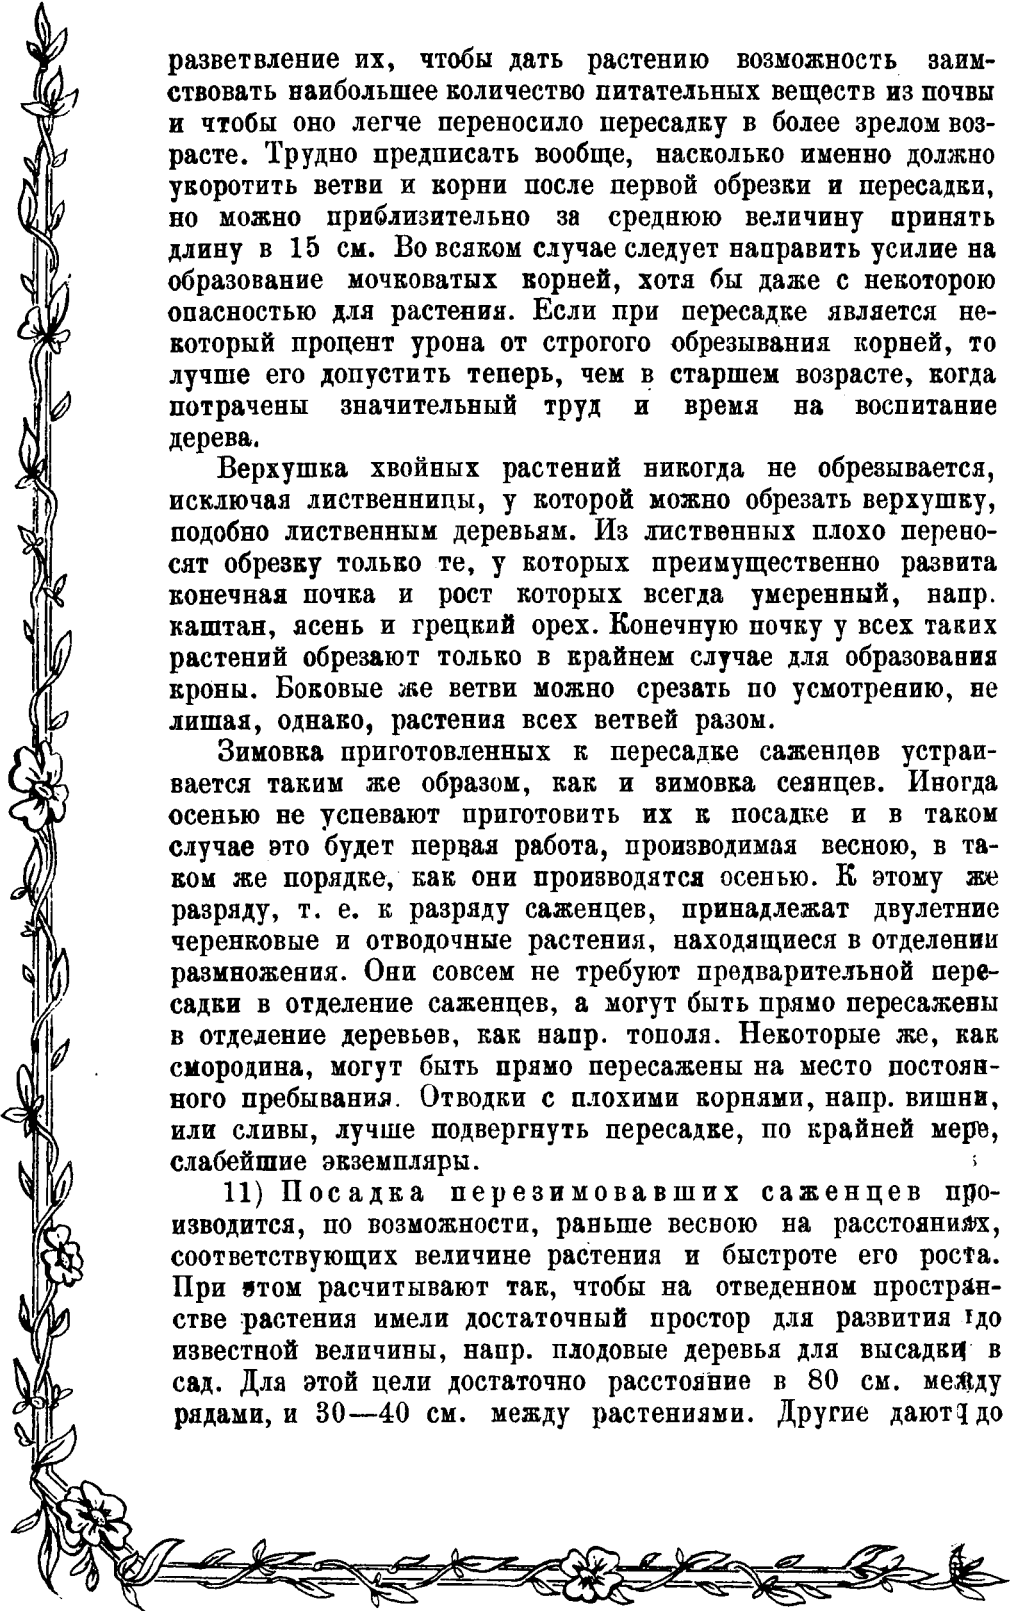 разветвление их, чтобы дать растению возможность заим-
ствовать наибольшее количество питательных веществ из почвы
и чтобы оно легче переносило пересадку в более зрелом воз-
расте. Трудно предписать вообще, насколько именно должно
укоротить ветви и корни после первой обрезки и пересадки,
но можно приблизительно за среднюю величину принять
длину в 15 см. Во всяком случае следует направить усилие на
образование мочковатых корней, хотя бы даже с некоторою
опасностью для растения. Если при пересадке является не-
который процент урона от строгого обрезывания корней, то
лучше его допустить теперь, чем в старшем возрасте, когда
потрачены значительный труд и время на воспитание
дерева.
Верхушка хвойных растений никогда не обрезывается,
исключая лиственницы, у которой можно обрезать верхушку,
подобно лиственным деревьям. Из лиственных плохо перено-
сят обрезку только те, у которых преимущественно развита
конечная почка и рост которых всегда умеренный, напр.
каштан, ясень и грецкий орех. Конечную почку у всех таких
растений обрезают только в крайнем случае для образования
кроны. Боковые же ветви можно срезать по усмотрению, не
лишая, однако, растения всех ветвей разом.
Зимовка приготовленных к пересадке саженцев устраи-
вается таким же образом, как и зимовка сеянцев. Иногда
осенью не успевают приготовить их к посадке и в таком
случае это будет первая работа, производимая весною, в та-
ком же порядке, как они производятся осенью. К этому же
разряду, т. е. к разряду саженцев, принадлежат двулетние
черенковые и отводочные растения, находящиеся в отделении
размножения. Они совсем не требуют предварительной пере-
садки в отделение саженцев, а могут быть прямо пересажены
в отделение деревьев, как напр. тополя. Некоторые же, как
смородина, могут быть прямо пересажены на место постоян-
ного пребывания. Отводки с плохими корнями, напр. вишни,
или сливы, лучше подвергнуть пересадке, по крайней мере,
слабейшие экземпляры.
11) Посадка перезимовавших саженцев про-
изводится, по возможности, раньше весною на расстояниях,
соответствующих величине растения и быстроте его роста.
При этом расчитывают так, чтобы на отведенном простран-
стве растения имели достаточный простор для развития до
известной величины, напр. плодовые деревья для высадки в
сад. Для этой цели достаточно расстояние в 80 см. между
рядами, и 30—40 см. между растениями. Другие дают до